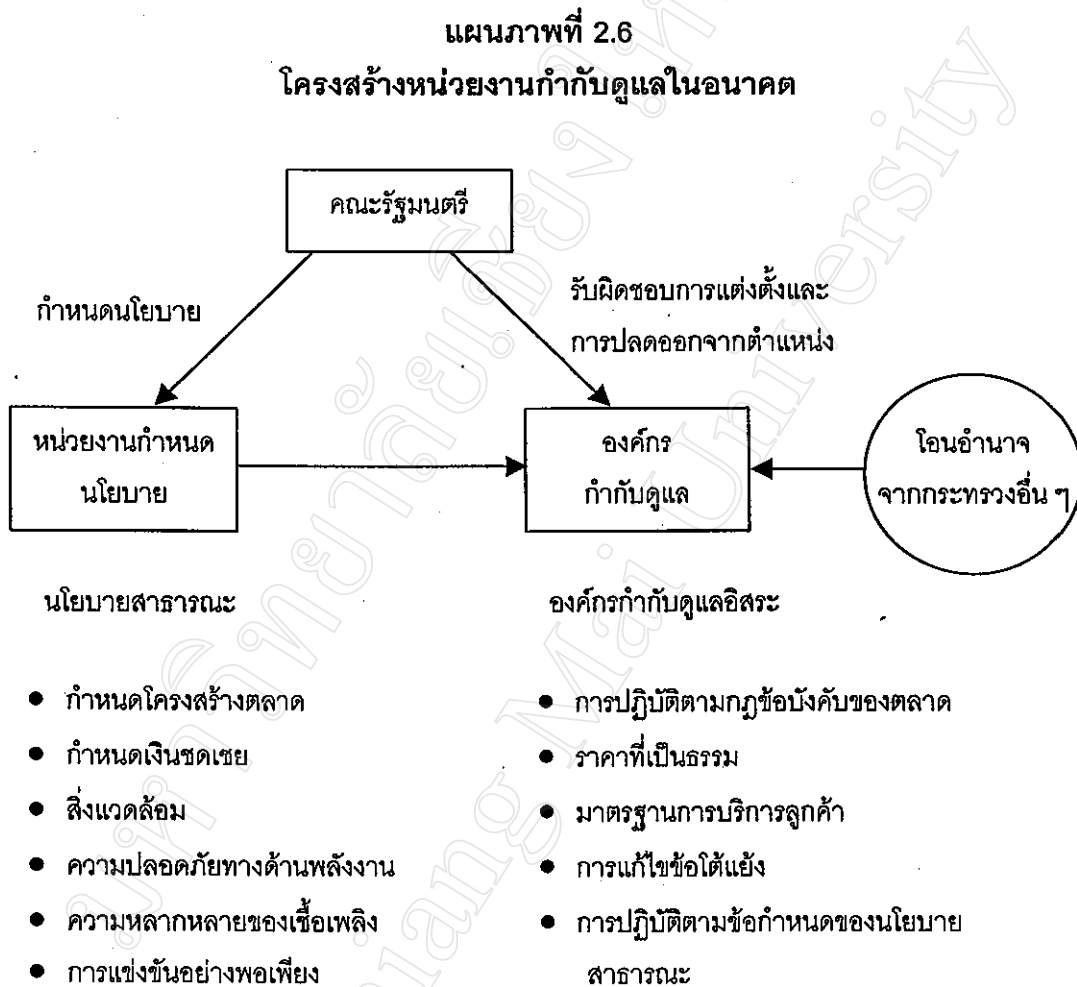 แผนภาพที่ 2.6
โครงสร้างหน่วยงานกำกับดูแลในอนาคต
คณะรัฐมนตรี
กำหนดนโยบาย
รับผิดชอบการแต่งตั้งและ
การปลดออกจากตำแหน่ง
หน่วยงานกำหนด
นโยบาย
องค์กร
กำกับดูแล
โอนอำนาจ
จากกระทรวงอื่น ๆ
นโยบายสาธารณะ
● กำหนดโครงสร้างตลาด
● กำหนดเงินชดเชย
● สิ่งแวดล้อม
● ความปลอดภัยทางด้านพลังงาน
● ความหลากหลายของเชื้อเพลิง
● การแข่งขันอย่างพอเพียง
องค์กรกำกับดูแลอิสระ
● การปฏิบัติตามกฎข้อบังคับของตลาด
● ราคาที่เป็นธรรม
● มาตรฐานการบริการลูกค้า
● การแก้ไขข้อโต้แย้ง
● การปฏิบัติตามข้อกำหนดของนโยบาย
สาธารณะ
Chiang Mai University